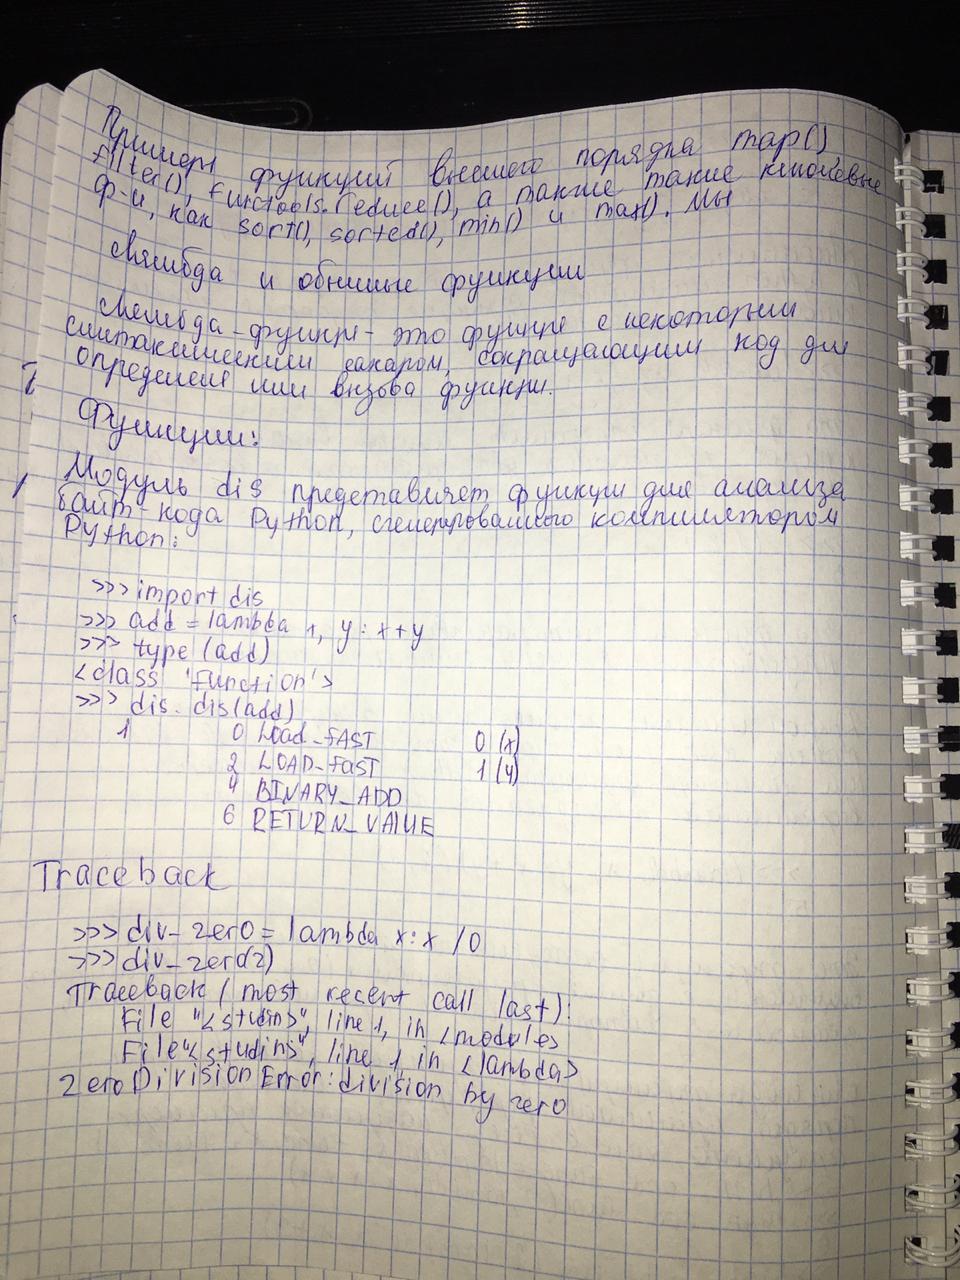 Примеры функций высшего порядка map()
filter(), functools.reduce(), а также такие ключевые
ф-и, как sort(), sorted(), min() и max(). Мы
Лямбда и обычные функции
Лямбда-функция - это функция с некоторым
синтаксическим сахаром, сокращающим код для
определения или вызова функции.
Функции:
Модуль dis представляет функции для анализа
байт-кода Python, сгенерированного компилятором
Python:
>>> import dis
>>> add = lambda x, y: x+y
>>> type (add)
<class 'function'>
>>> dis.dis(add)
1 0 Load_FAST 0 (x)
2 LOAD_FAST 1 (y)
4 BINARY_ADD
6 RETURN_VALUE
Traceback
>>> div_zero = lambda x: x / 0
>>> div_zero(2)
Traceback (most recent call last):
File "<studin>", line 1, in <module>
File "<studins", line 1 in <lambda>
ZeroDivisionError: division by zero